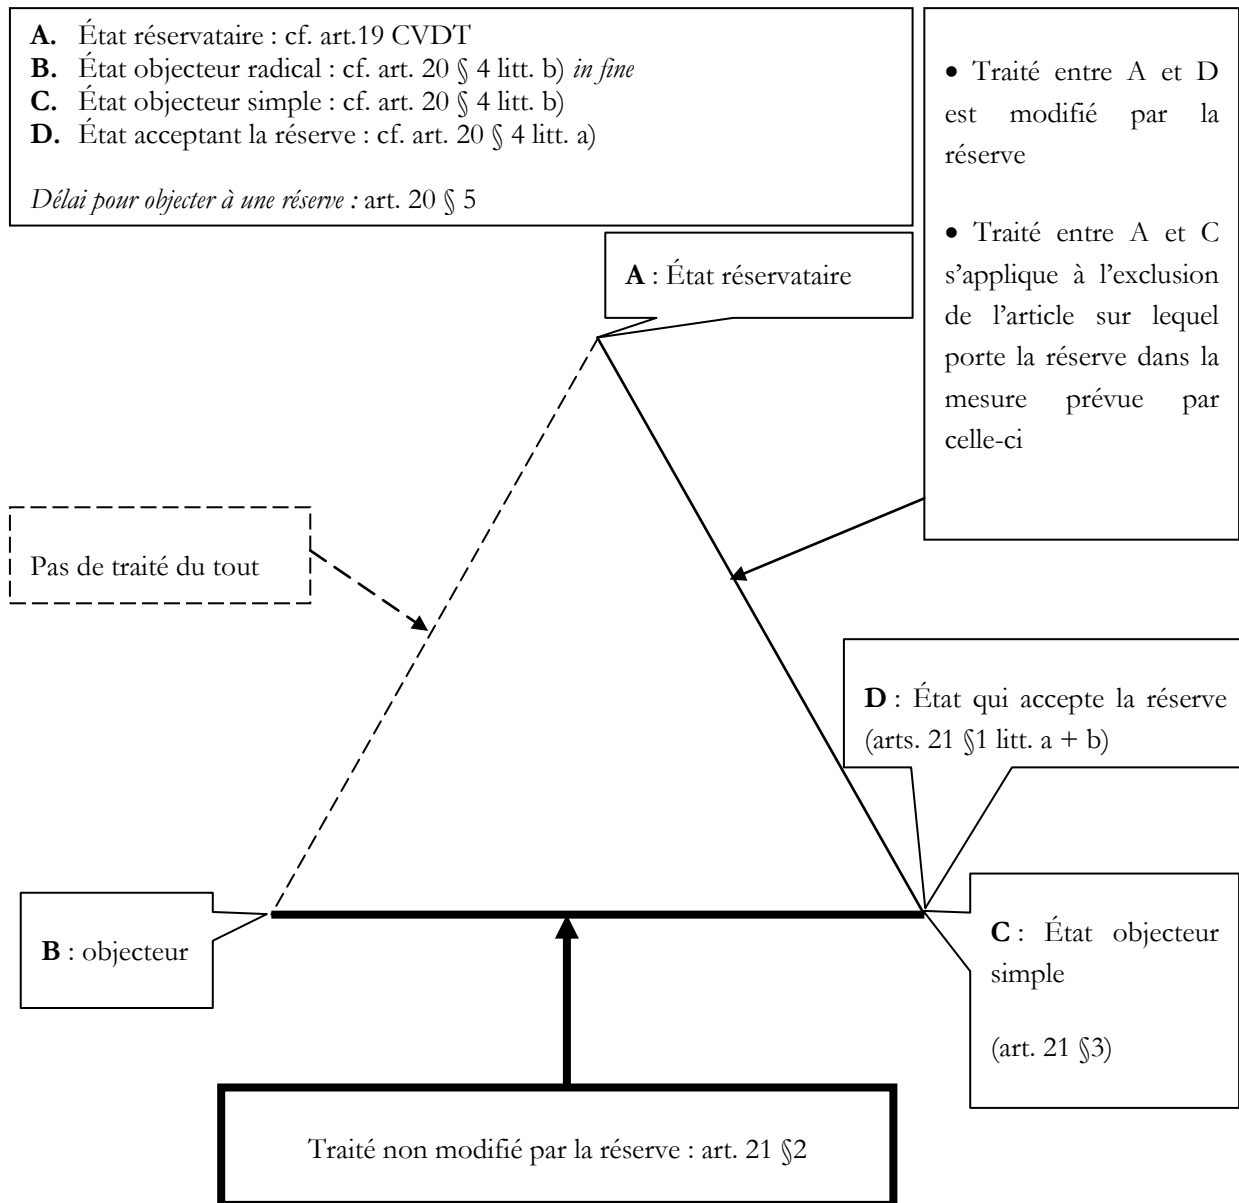 A. État réservataire : cf. art.19 CVDT
B. État objecteur radical : cf. art. 20 § 4 litt. b) in fine
C. État objecteur simple : cf. art. 20 § 4 litt. b)
D. État acceptant la réserve : cf. art. 20 § 4 litt. a)
Délai pour objecter à une réserve : art. 20 § 5
• Traité entre A et D
est modifié par la
réserve
• Traité entre A et C
s’applique à l’exclusion
de l’article sur lequel
porte la réserve dans la
mesure prévue par
celle-ci
A : État réservataire
Pas de traité du tout
D : État qui accepte la réserve
(arts. 21 §1 litt. a + b)
B : objecteur
C : État objecteur
simple
(art. 21 §3)
Traité non modifié par la réserve : art. 21 §2